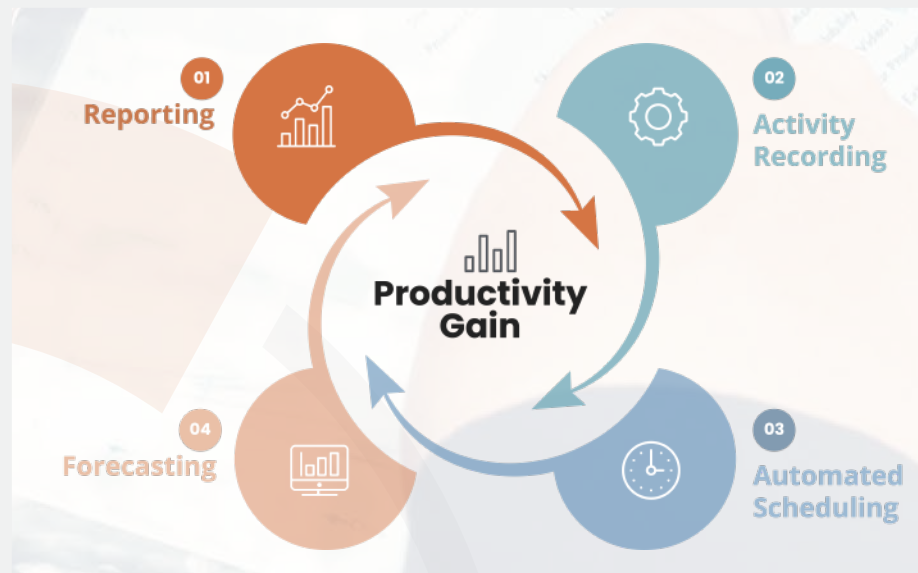 01
Reporting
02
Activity
Recording
Productivity
Gain
04
Forecasting
03
Automated
Scheduling